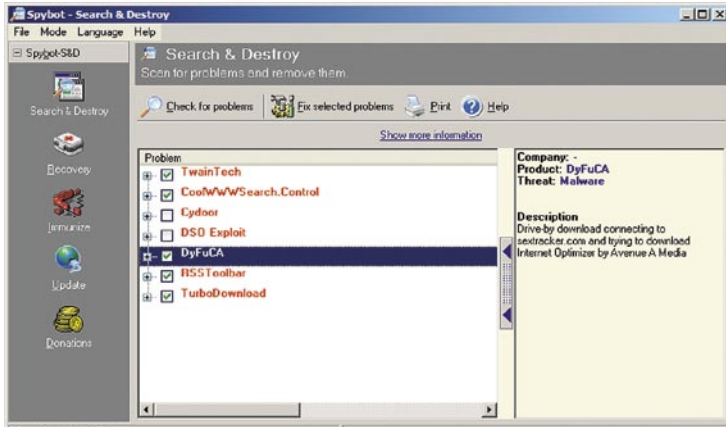 Spybot - Search & Destroy
File Mode Language Help
Spybot-S&D
Search & Destroy
Recovery
Immunize
Update
Donations
Search & Destroy
Scan for problems and remove them.
Check for problems Fix selected problems Print Help
Show more information
Problem
TwainTech
CoolWWWSearch.Control
Cydoor
DSO Exploit
DyFuCA
RSSToolbar
TurboDownload
Company: -
Product: DyFuCA
Threat: Malware
Description
Drive-by download connecting to
sextracker.com and trying to download
Internet Optimizer by Avenue A Media